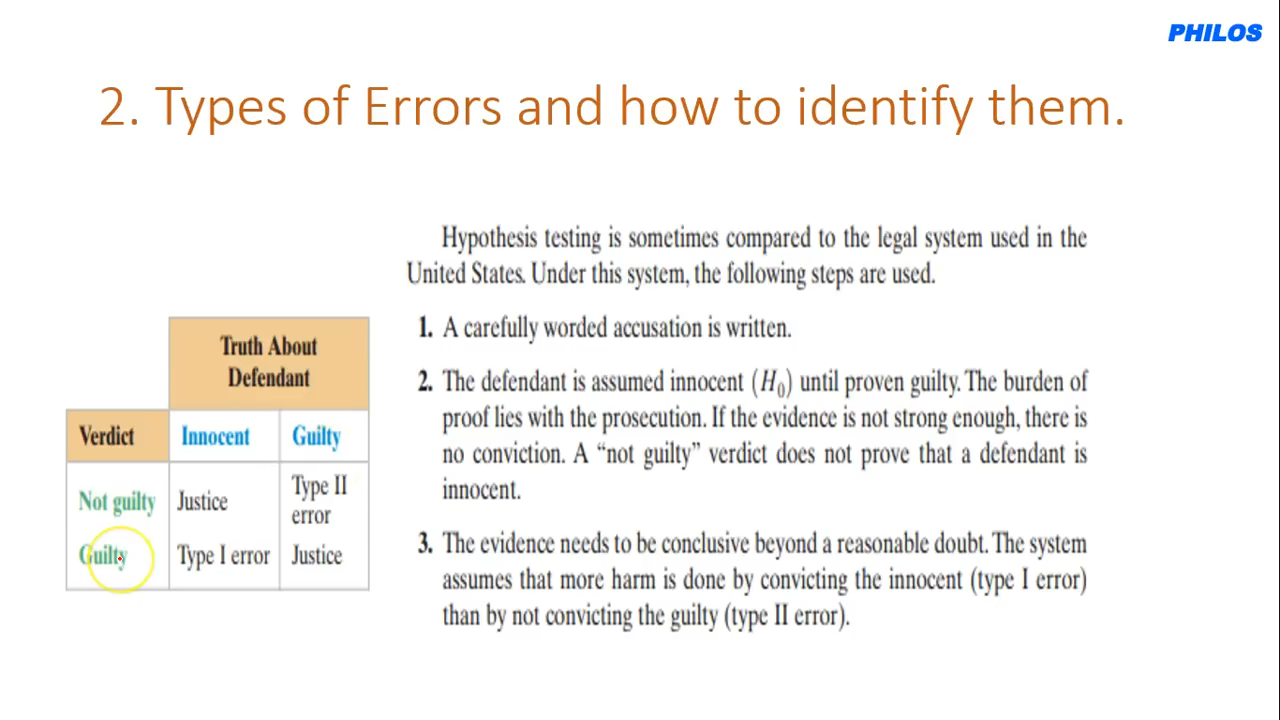 PHILOS
2. Types of Errors and how to identify them.
Hypothesis testing is sometimes compared to the legal system used in the
United States. Under this system, the following steps are used.
1. A carefully worded accusation is written.
2. The defendant is assumed innocent (H₀) until proven guilty. The burden of
proof lies with the prosecution. If the evidence is not strong enough, there is
no conviction. A “not guilty” verdict does not prove that a defendant is
innocent.
3. The evidence needs to be conclusive beyond a reasonable doubt. The system
assumes that more harm is done by convicting the innocent (type I error)
than by not convicting the guilty (type II error).
Truth About
Defendant
Verdict Innocent Guilty
Not guilty Justice Type II
error
Guilty Type I error Justice